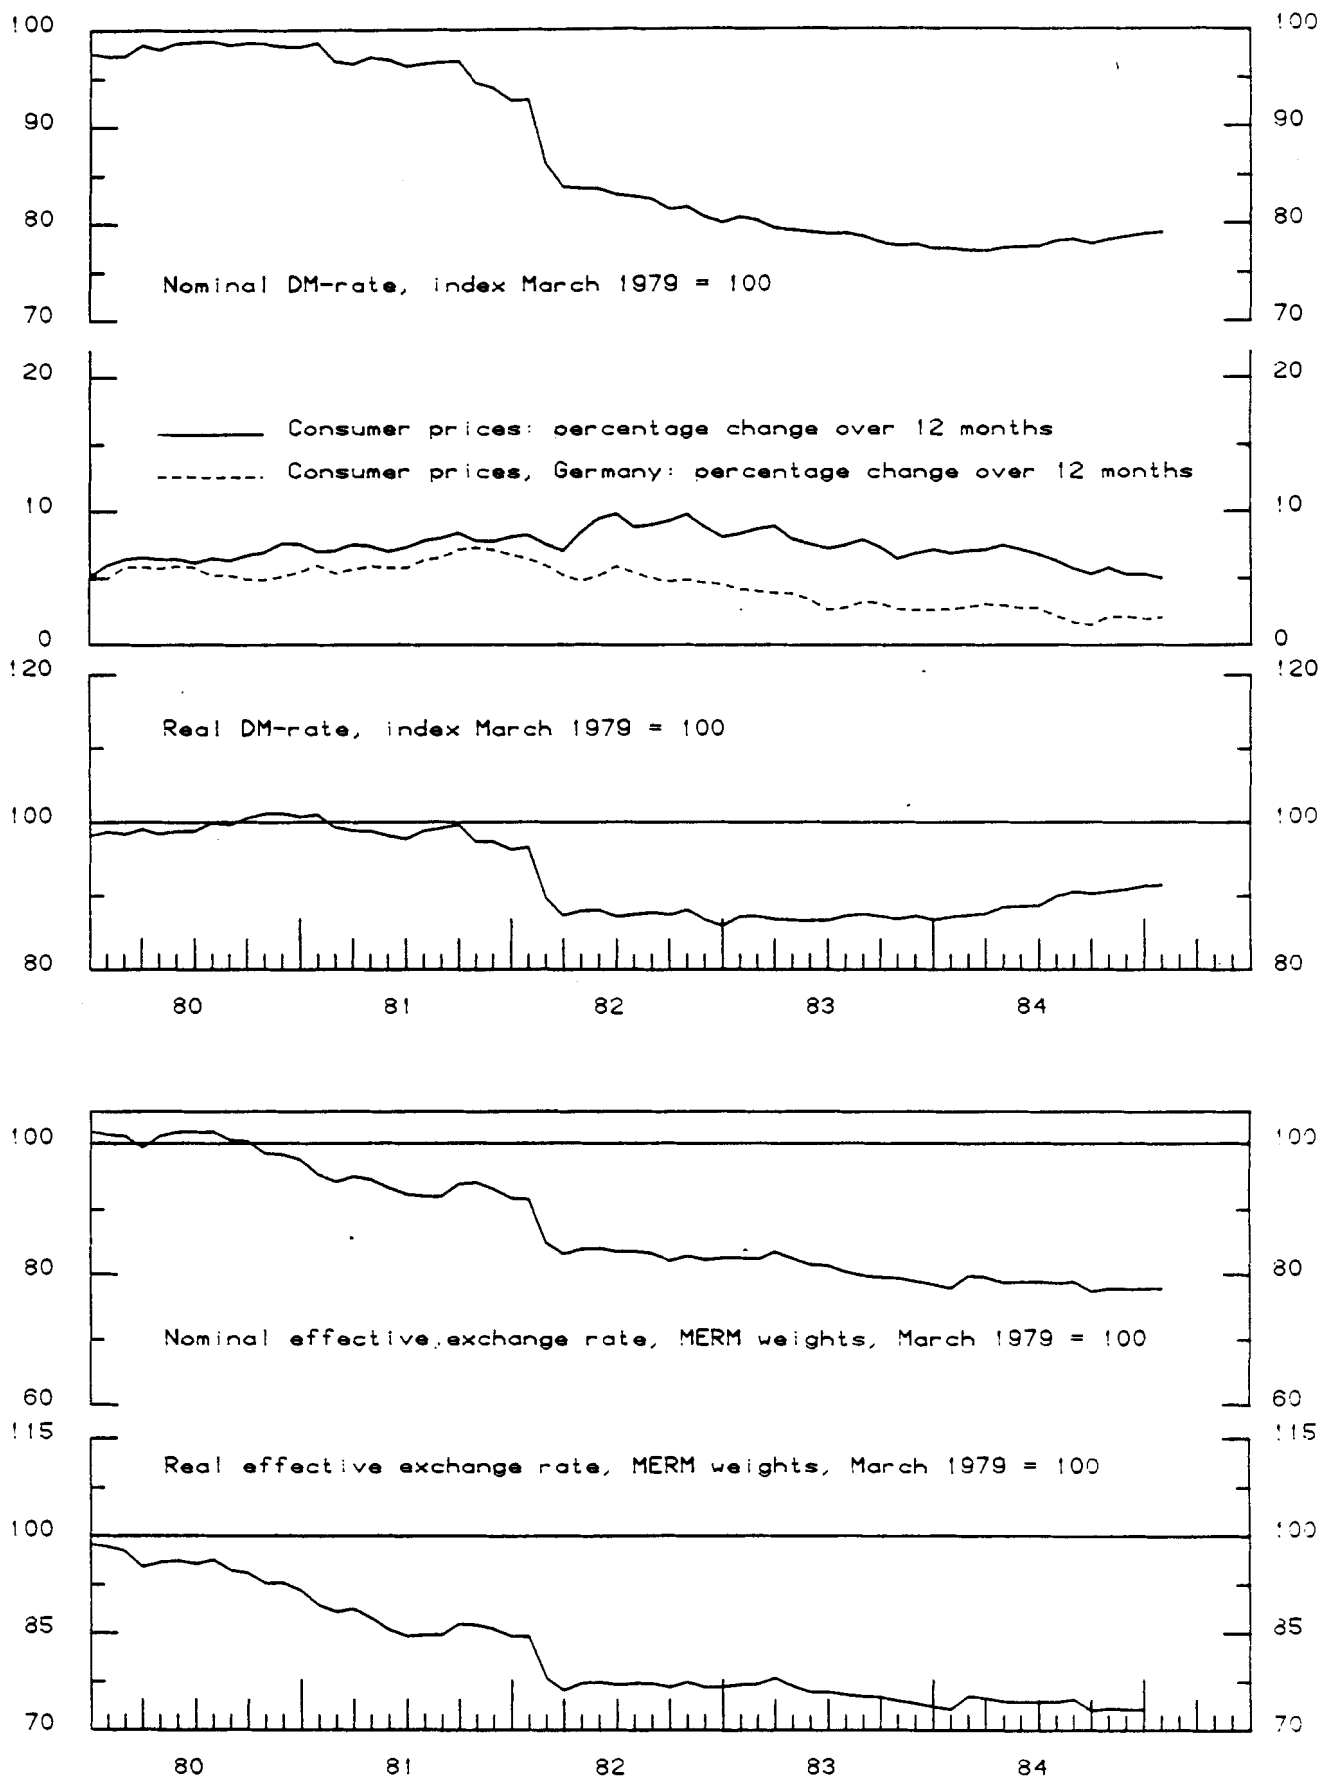 100 100
90 90
80 80
Nominal DM-rate, index March 1979 = 100
70 70
20 20
Consumer prices: percentage change over 12 months
Consumer prices, Germany: percentage change over 12 months
10 10
0 0
120 120
Real DM-rate, index March 1979 = 100
100 100
80 80
80 81 82 83 84
100 100
80 80
Nominal effective exchange rate, MERM weights, March 1979 = 100
60 60
115 115
Real effective exchange rate, MERM weights, March 1979 = 100
100 100
85 85
70 70
80 81 82 83 84